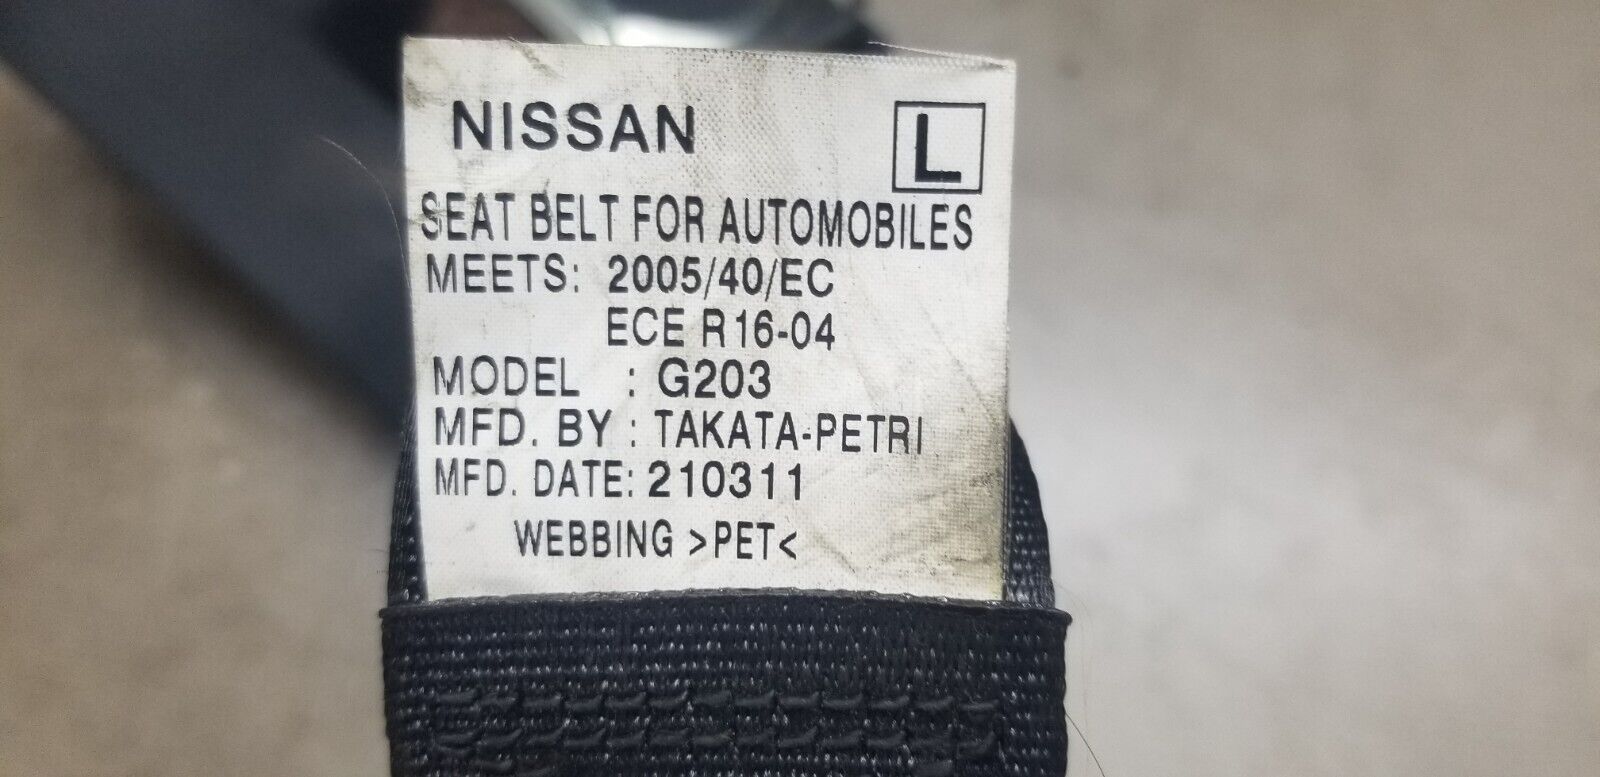 NISSAN L
SEAT BELT FOR AUTOMOBILES
MEETS: 2005/40/EC
ECE R16-04
MODEL : G203
MFD. BY : TAKATA-PETRI
MFD. DATE: 210311
WEBBING >PET<